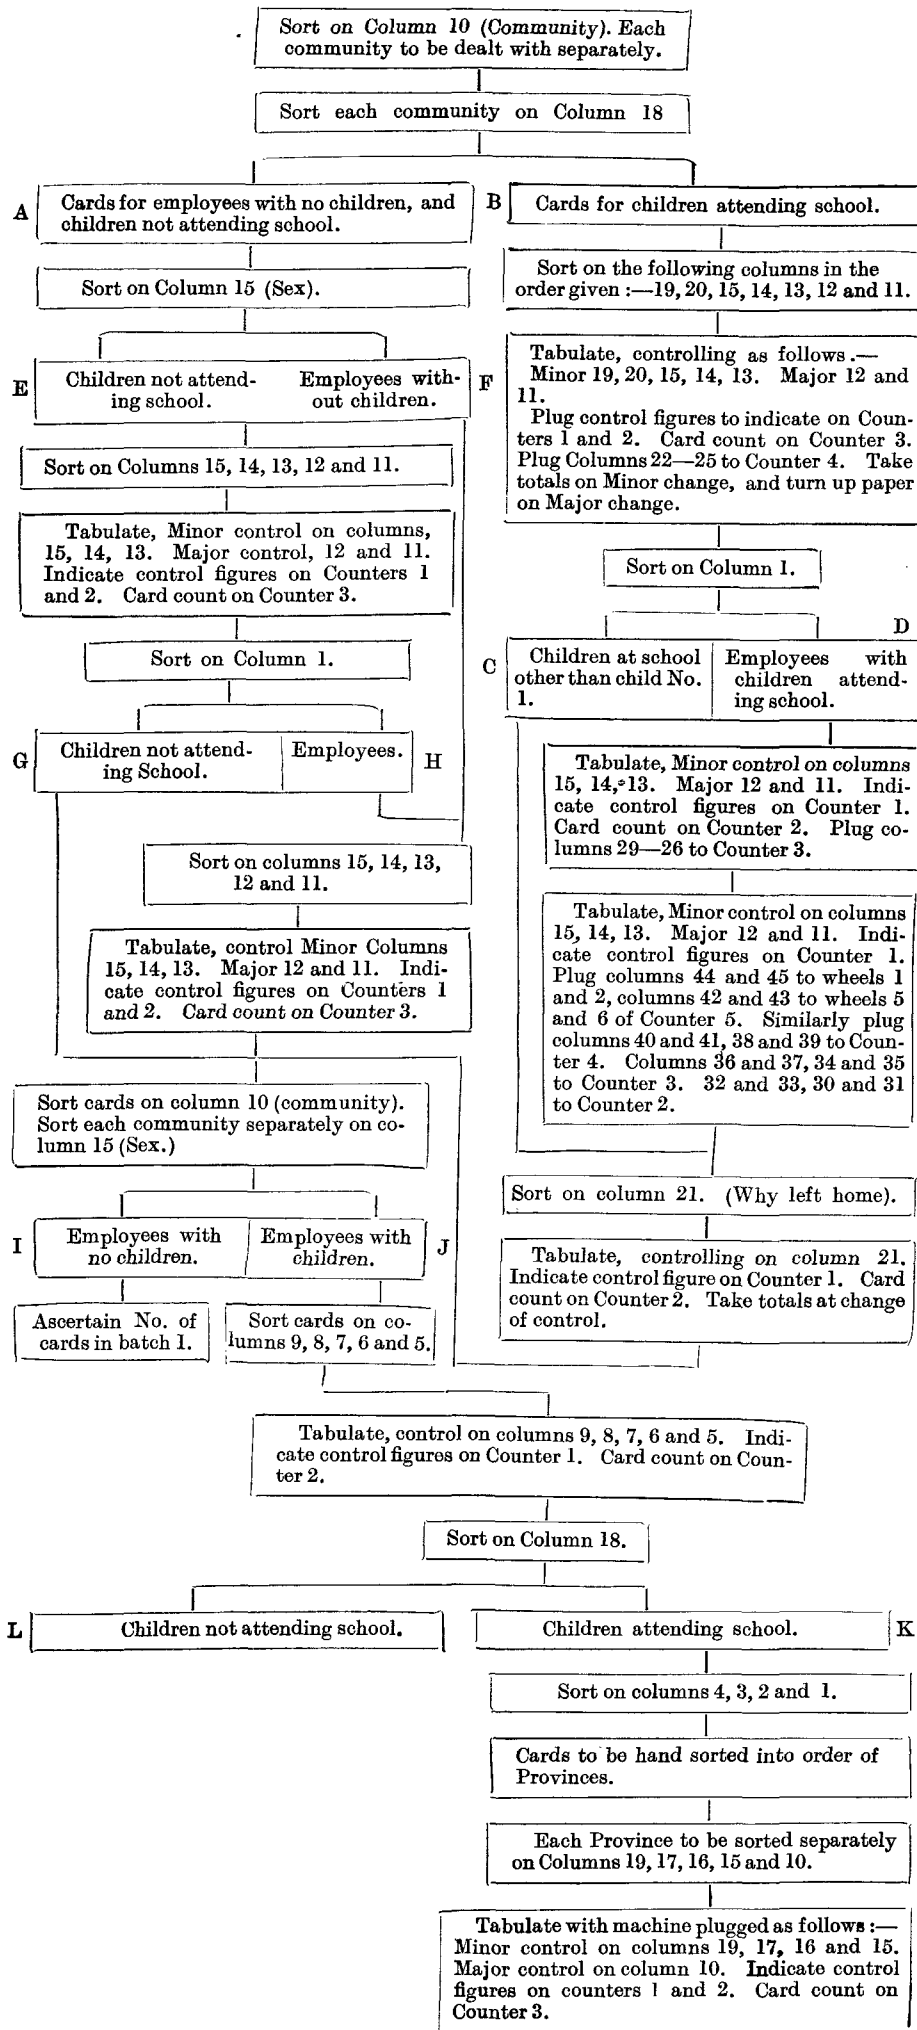 Sort on Column 10 (Community). Each
community to be dealt with separately.
Sort each community on Column 18
A
Cards for employees with no children, and
children not attending school.
Sort on Column 15 (Sex).
E
Children not attend-
ing school.
Employees with-
out children.
Sort on Columns 15, 14, 13, 12 and 11.
Tabulate, Minor control on columns,
15, 14, 13. Major control, 12 and 11.
Indicate control figures on Counters 1
and 2. Card count on Counter 3.
Sort on Column 1.
G
Children not attend-
ing School.
Employees.
H
Sort on columns 15, 14, 13,
12 and 11.
Tabulate, control Minor Columns
15, 14, 13. Major 12 and 11. Indi-
cate control figures on Counters 1
and 2. Card count on Counter 3.
Sort cards on column 10 (community).
Sort each community separately on co-
lumn 15 (Sex.)
I
Employees with
no children.
Employees with
children.
J
Ascertain No. of
cards in batch 1.
Sort cards on co-
lumns 9, 8, 7, 6 and 5.
B
Cards for children attending school.
Sort on the following columns in the
order given :—19, 20, 15, 14, 13, 12 and 11.
F
Tabulate, controlling as follows.—
Minor 19, 20, 15, 14, 13. Major 12 and
11.
Plug control figures to indicate on Coun-
ters 1 and 2. Card count on Counter 3.
Plug Columns 22—25 to Counter 4. Take
totals on Minor change, and turn up paper
on Major change.
Sort on Column 1.
C
Children at school
other than child No.
1.
D
Employees with
children attend-
ing school.
Tabulate, Minor control on columns
15, 14, 13. Major 12 and 11. Indi-
cate control figures on Counter 1.
Card count on Counter 2. Plug co-
lumns 29—26 to Counter 3.
Tabulate, Minor control on columns
15, 14, 13. Major 12 and 11. Indi-
cate control figures on Counter 1.
Plug columns 44 and 45 to wheels 1
and 2, columns 42 and 43 to wheels 5
and 6 of Counter 5. Similarly plug
columns 40 and 41, 38 and 39 to Coun-
ter 4. Columns 36 and 37, 34 and 35
to Counter 3. 32 and 33, 30 and 31
to Counter 2.
Sort on column 21. (Why left home).
Tabulate, controlling on column 21.
Indicate control figure on Counter 1. Card
count on Counter 2. Take totals at change
of control.
Tabulate, control on columns 9, 8, 7, 6 and 5. Indi-
cate control figures on Counter 1. Card count on Coun-
ter 2.
Sort on Column 18.
L
Children not attending school.
Children attending school.
K
Sort on columns 4, 3, 2 and 1.
Cards to be hand sorted into order of
Provinces.
Each Province to be sorted separately
on Columns 19, 17, 16, 15 and 10.
Tabulate with machine plugged as follows :—
Minor control on columns 19, 17, 16 and 15.
Major control on column 10. Indicate control
figures on counters 1 and 2. Card count on
Counter 3.